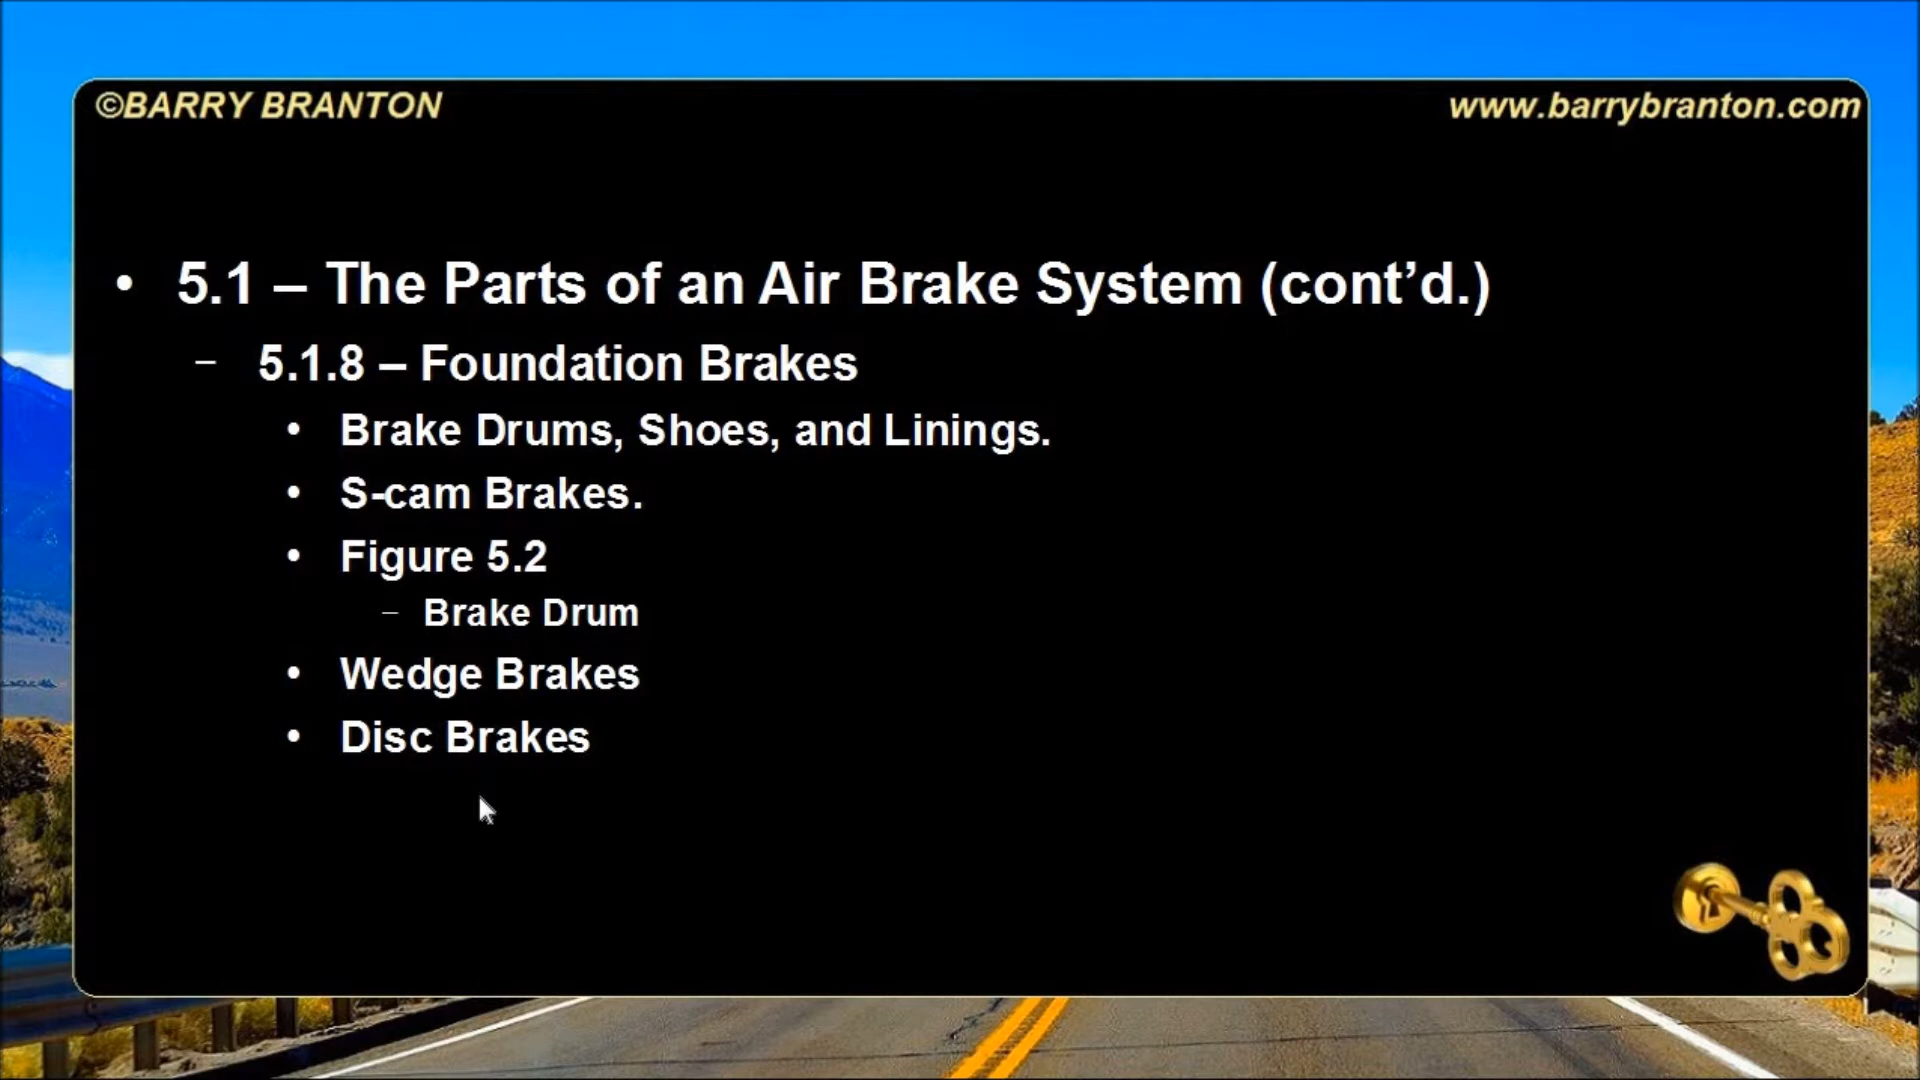 ©BARRY BRANTON
www.barrybranton.com
• 5.1 – The Parts of an Air Brake System (cont’d.)
– 5.1.8 – Foundation Brakes
• Brake Drums, Shoes, and Linings.
• S-cam Brakes.
• Figure 5.2
– Brake Drum
• Wedge Brakes
• Disc Brakes